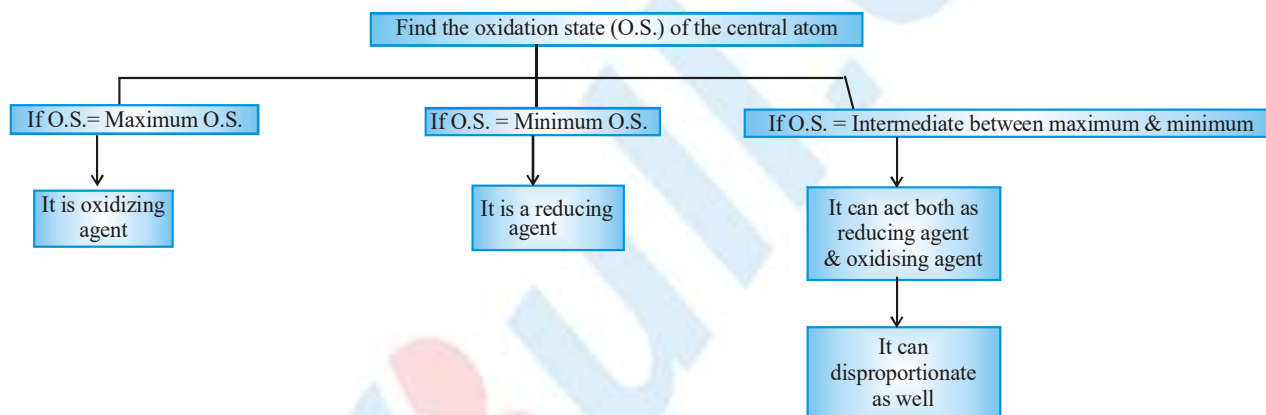 Find the oxidation state (O.S.) of the central atom
If O.S.= Maximum O.S.
If O.S. = Minimum O.S.
If O.S. = Intermediate between maximum & minimum
It is oxidizing
agent
It is a reducing
agent
It can act both as
reducing agent
& oxidising agent
It can
disproportionate
as well